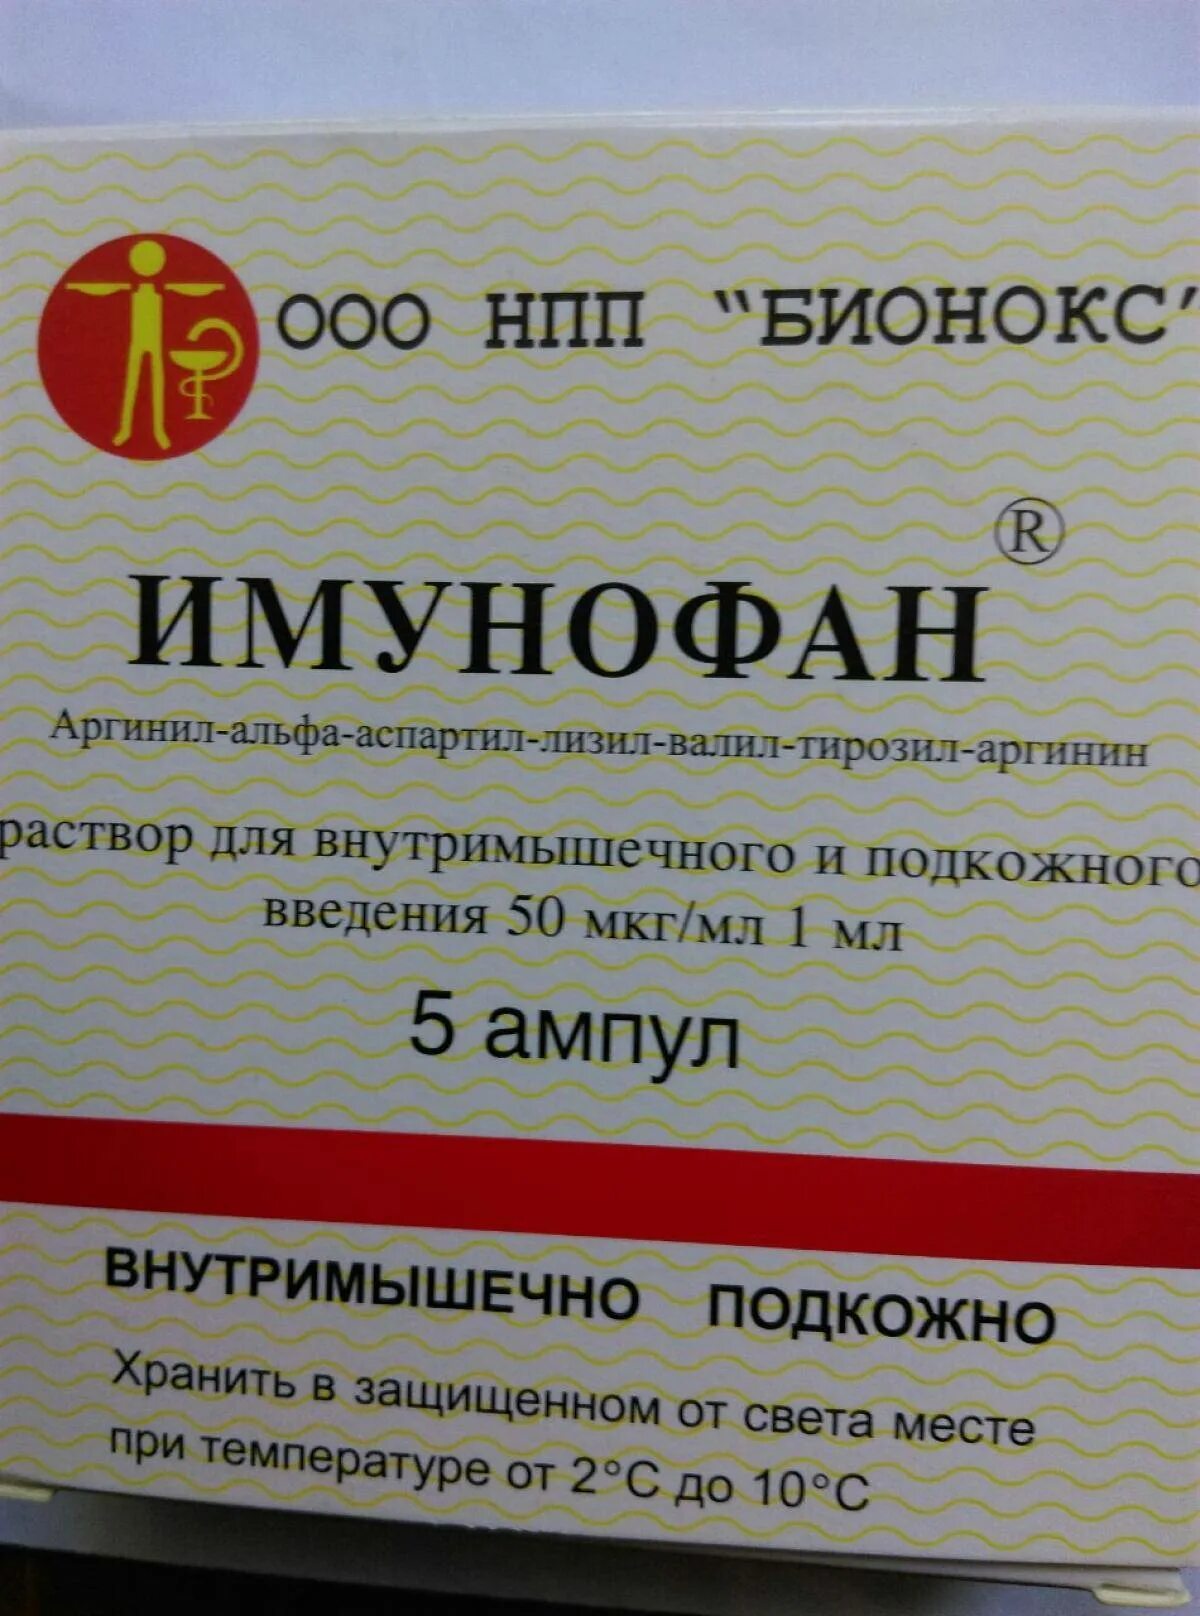 ООО НПП "БИОНОКС"
ИМУНОФАН ®
Аргинил-альфа-аспартил-лизил-валил-тирозил-аргинин
раствор для внутримышечного и подкожного
введения 50 мкг/мл 1 мл
5 ампул
ВНУТРИМЫШЕЧНО ПОДКОЖНО
Хранить в защищенном от света месте
при температуре от 2°С до 10°С